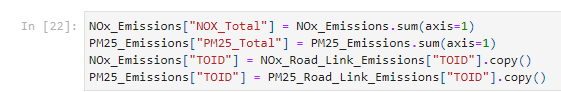 In [22]: NOx_Emissions["NOX_Total"] = NOx_Emissions.sum(axis=1)
PM25_Emissions["PM25_Total"] = PM25_Emissions.sum(axis=1)
NOx_Emissions["TOID"] = NOx_Road_Link_Emissions["TOID"].copy()
PM25_Emissions["TOID"] = PM25_Road_Link_Emissions["TOID"].copy()